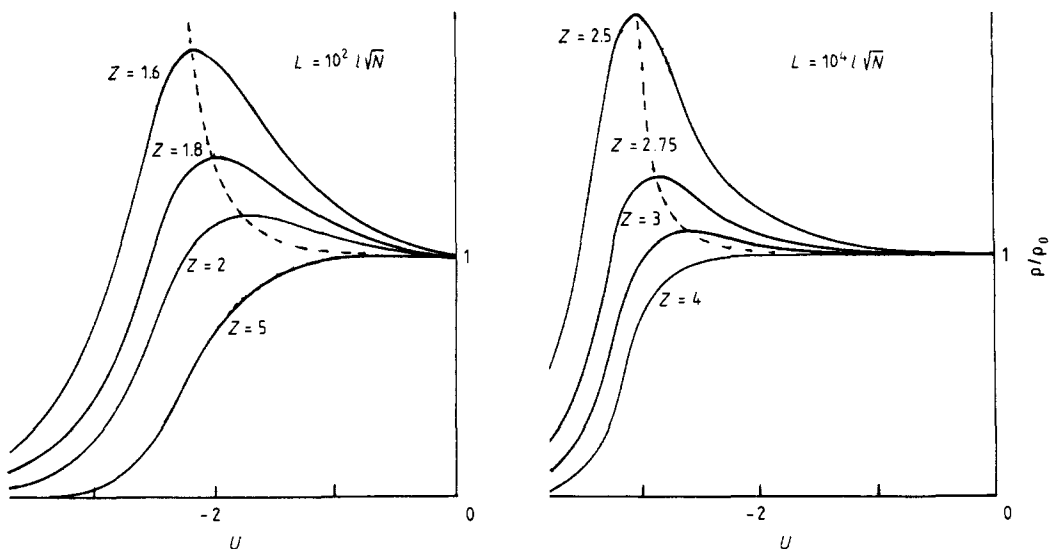 L = 10² l√N
Z = 1.6
Z = 1.8
Z = 2
Z = 5
1
-2
0
U
L = 10⁴ l√N
Z = 2.5
Z = 2.75
Z = 3
Z = 4
1
ρ/ρ₀
-2
0
U